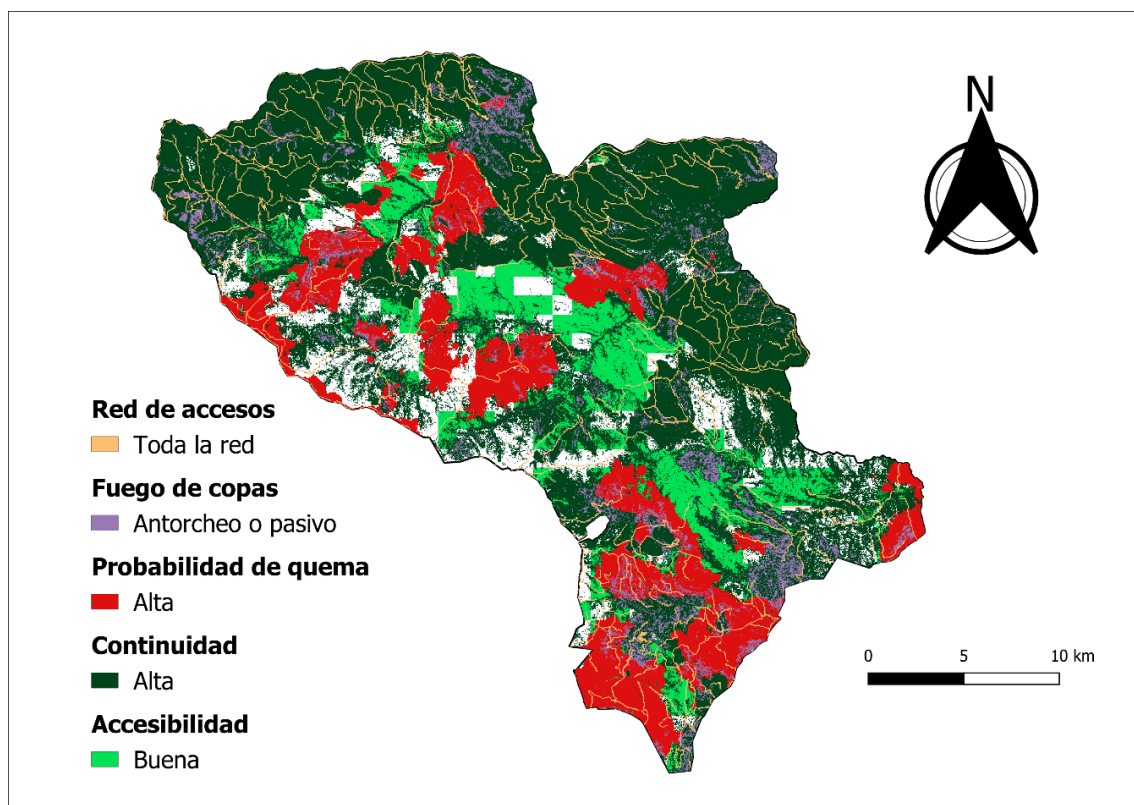 N
Red de accesos
Toda la red
Fuego de copas
Antorcheo o pasivo
Probabilidad de quema
Alta
Continuidad
Alta
Accesibilidad
Buena
0 5 10 km